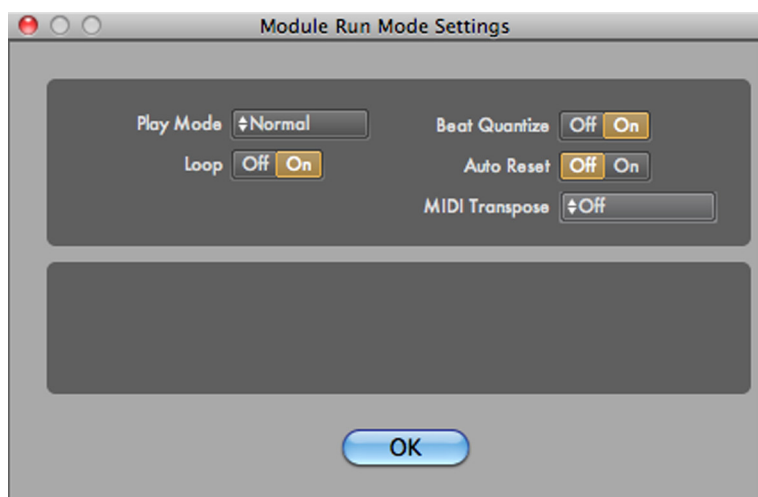 Module Run Mode Settings
Play Mode Normal
Loop Off On
Beat Quantize Off On
Auto Reset Off On
MIDI Transpose Off
OK